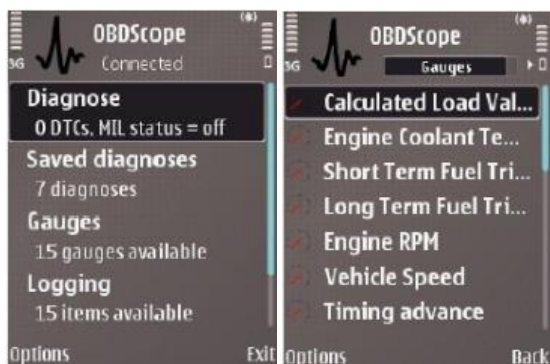 OBDScope
3G
Connected
Diagnose
0 DTCs, MIL status = off
Saved diagnoses
7 diagnoses
Gauges
15 gauges available
Logging
15 items available
Options
Exit
OBDScope
3G
Gauges
Calculated Load Val...
Engine Coolant Te...
Short Term Fuel Tri...
Long Term Fuel Tri...
Engine RPM
Vehicle Speed
Timing advance
Options
Back